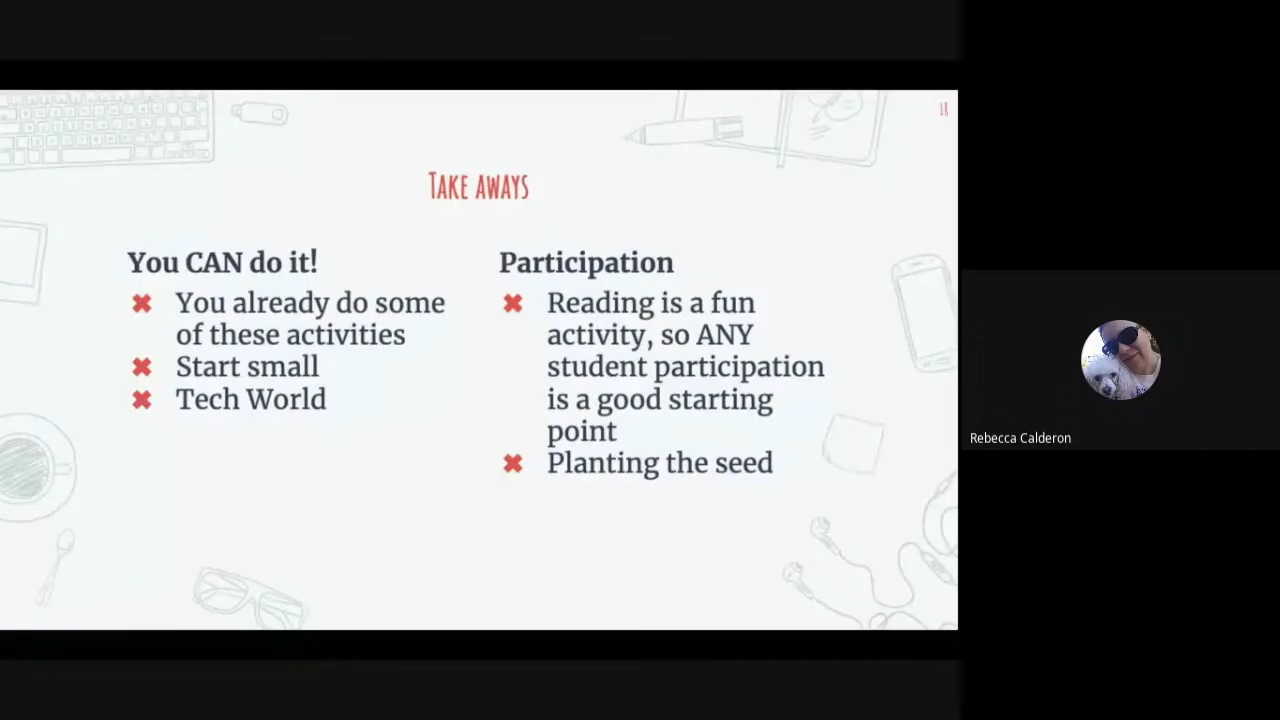 18
Take aways
You CAN do it!
✖ You already do some
of these activities
✖ Start small
✖ Tech World
Participation
✖ Reading is a fun
activity, so ANY
student participation
is a good starting
point
✖ Planting the seed
Rebecca Calderon